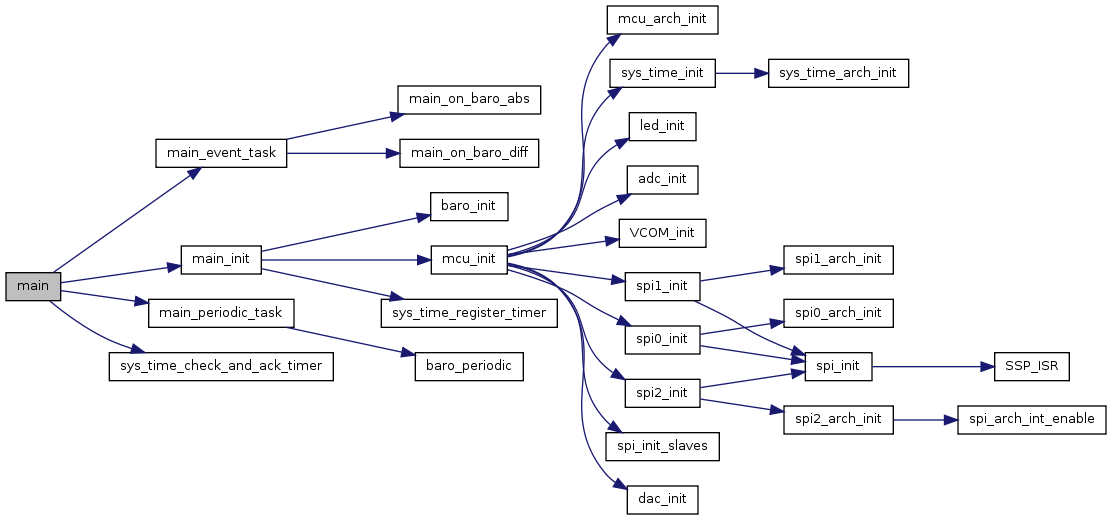 mcu_arch_init
sys_time_init
sys_time_arch_init
main_on_baro_abs
led_init
main_event_task
main_on_baro_diff
adc_init
baro_init
VCOM_init
main_init
mcu_init
spi1_arch_init
main
spi1_init
main_periodic_task
sys_time_register_timer
spi0_arch_init
spi0_init
sys_time_check_and_ack_timer
baro_periodic
spi_init
SSP_ISR
spi2_init
spi2_arch_init
spi_arch_int_enable
spi_init_slaves
dac_init